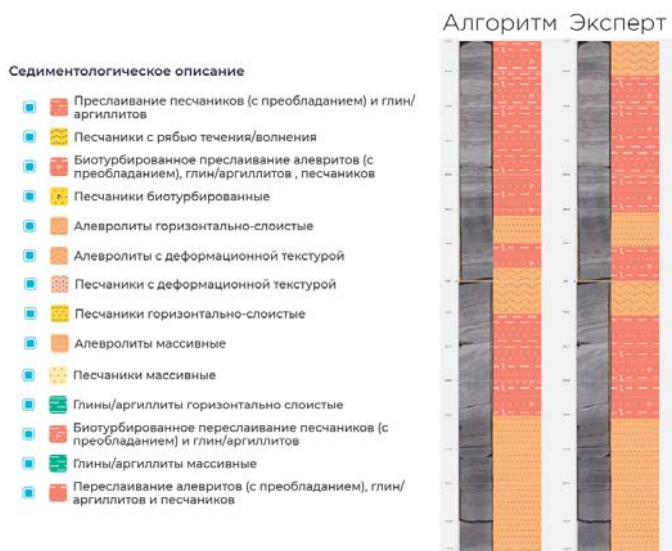 Алгоритм Эксперт
Седиментологическое описание
Преслаивание песчаников (с преобладанием) и глин/
аргиллитов
Песчаники с рябью течения/волнения
Биотурбированное преслаивание алевритов (с
преобладанием), глин/аргиллитов , песчаников
Песчаники биотурбированные
Алевролиты горизонтально-слоистые
Алевролиты с деформационной текстурой
Песчаники с деформационной текстурой
Песчаники горизонтально-слоистые
Алевролиты массивные
Песчаники массивные
Глины/аргиллиты горизонтально слоистые
Биотурбированное переслаивание песчаников (с
преобладанием) и глин/аргиллитов
Глины/аргиллиты массивные
Переслаивание алевритов (с преобладанием), глин/
аргиллитов и песчаников